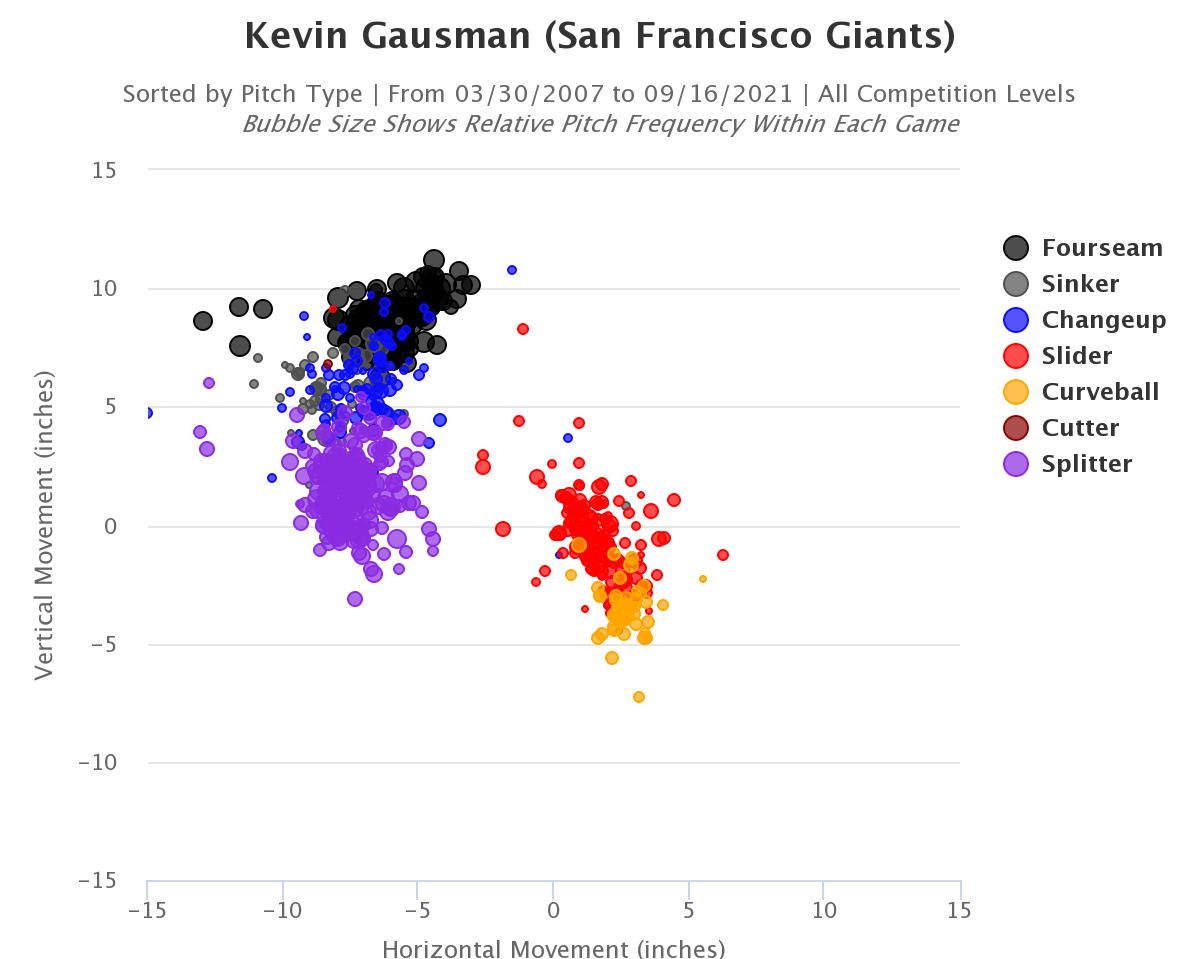 Kevin Gausman (San Francisco Giants)
Sorted by Pitch Type | From 03/30/2007 to 09/16/2021 | All Competition Levels
Bubble Size Shows Relative Pitch Frequency Within Each Game
15
10
5
0
−5
−10
−15
Vertical Movement (inches)
−15
−10
−5
0
5
10
15
Horizontal Movement (inches)
Fourseam
Sinker
Changeup
Slider
Curveball
Cutter
Splitter